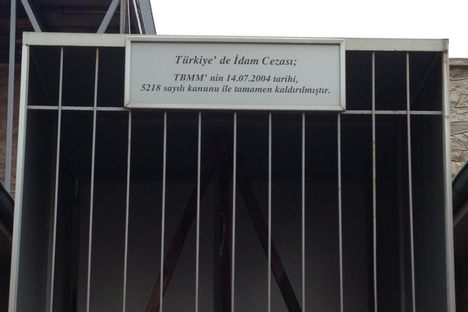 Türkiye' de İdam Cezası;
TBMM' nin 14.07.2004 tarihi,
5218 sayılı kanunu ile tamamen kaldırılmıştır.